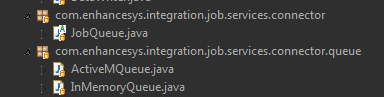 com.enhancesys.integration.job.services.connector
JobQueue.java
com.enhancesys.integration.job.services.connector.queue
ActiveMQueue.java
InMemoryQueue.java